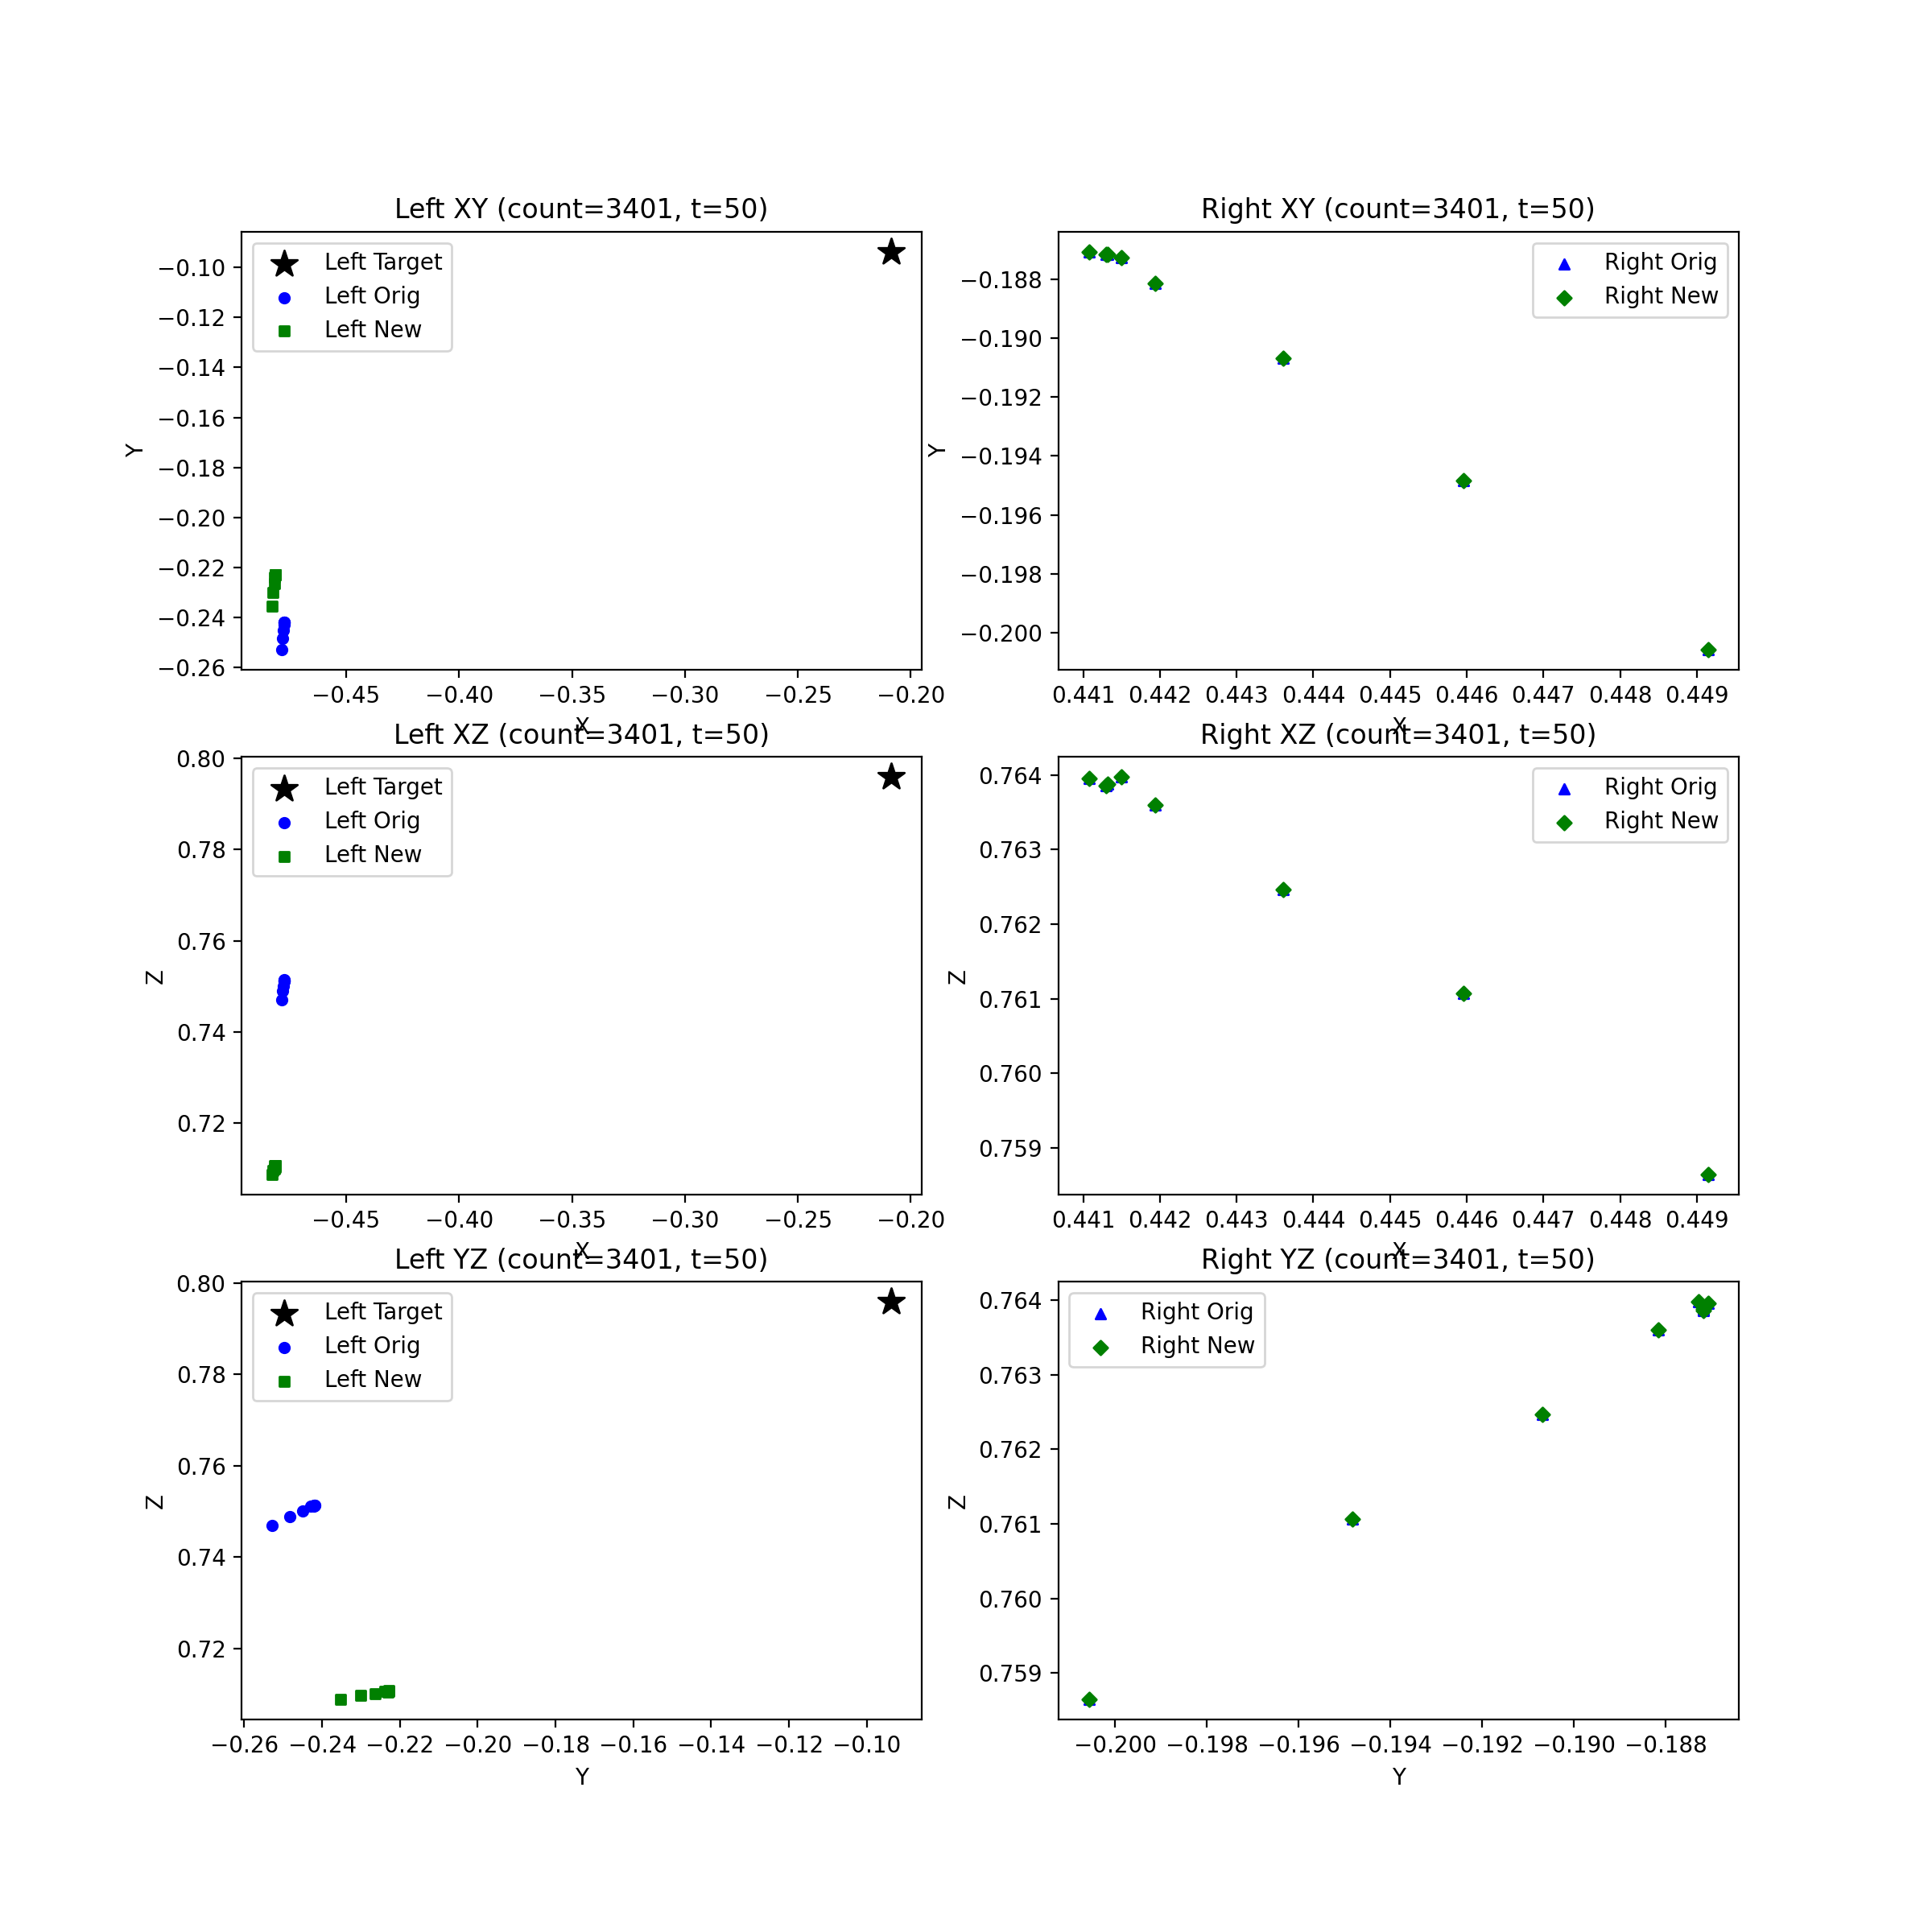 Left XY (count=3401, t=50)
Left Target
Left Orig
Left New
−0.10
−0.12
−0.14
−0.16
−0.18
−0.20
−0.22
−0.24
−0.26
Y
−0.45 −0.40 −0.35 −0.30 −0.25 −0.20
X
Right XY (count=3401, t=50)
Right Orig
Right New
−0.188
−0.190
−0.192
−0.194
−0.196
−0.198
−0.200
Y
0.441 0.442 0.443 0.444 0.445 0.446 0.447 0.448 0.449
X
Left XZ (count=3401, t=50)
Left Target
Left Orig
Left New
0.80
0.78
0.76
0.74
0.72
Z
−0.45 −0.40 −0.35 −0.30 −0.25 −0.20
X
Right XZ (count=3401, t=50)
Right Orig
Right New
0.764
0.763
0.762
0.761
0.760
0.759
Z
0.441 0.442 0.443 0.444 0.445 0.446 0.447 0.448 0.449
X
Left YZ (count=3401, t=50)
Left Target
Left Orig
Left New
0.80
0.78
0.76
0.74
0.72
Z
−0.26 −0.24 −0.22 −0.20 −0.18 −0.16 −0.14 −0.12 −0.10
Y
Right YZ (count=3401, t=50)
Right Orig
Right New
0.764
0.763
0.762
0.761
0.760
0.759
Z
−0.200 −0.198 −0.196 −0.194 −0.192 −0.190 −0.188
Y